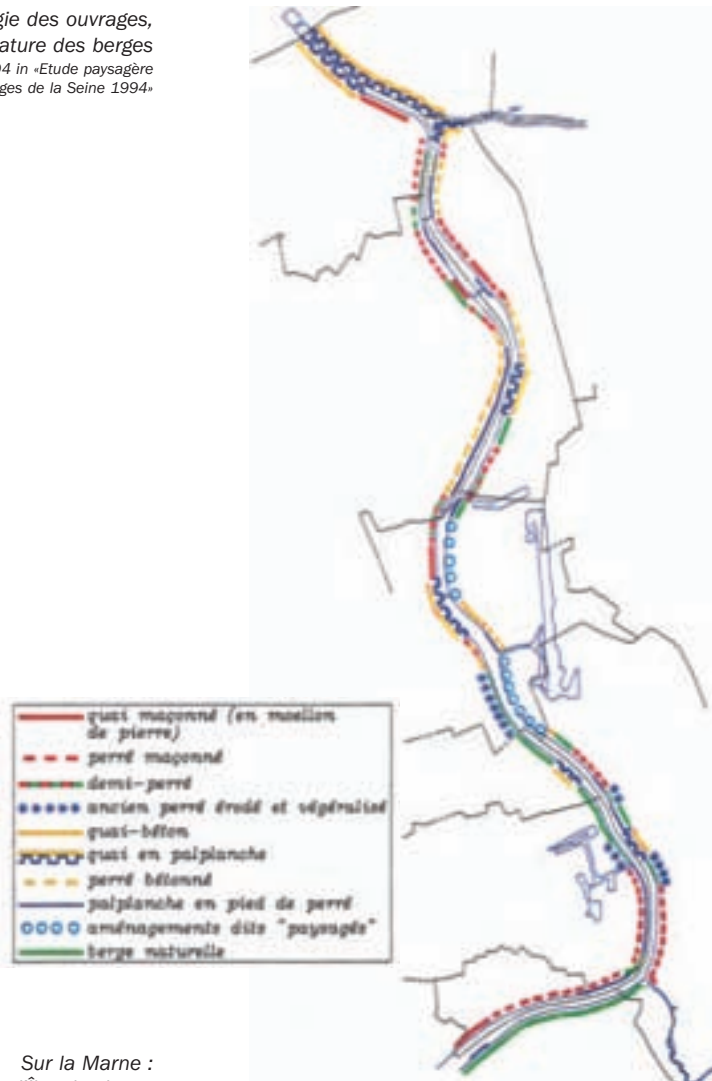 gie des ouvrages,
ature des berges
94 in «Etude paysagère
ges de la Seine 1994»
quai maçonné (en moellon
de pierre)
perré maçonné
demi-perré
ancien perré érodé et végéralisé
quai-béton
quai en palplanche
perré bétonné
palplanche en pied de perré
aménagements dits "paysagés"
berge naturelle
Sur la Marne :